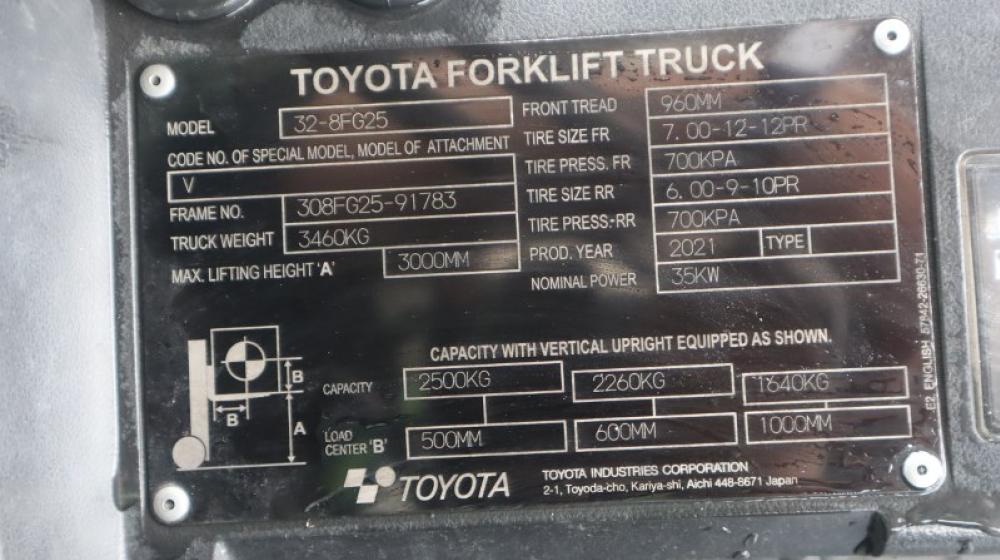 TOYOTA FORKLIFT TRUCK
MODEL 32-8FG25
CODE NO. OF SPECIAL MODEL, MODEL OF ATTACHMENT
V
FRAME NO. 308FG25-91783
TRUCK WEIGHT 3460KG
MAX. LIFTING HEIGHT 'A' 3000MM
FRONT TREAD 960MM
TIRE SIZE FR 7.00-12-12PR
TIRE PRESS. FR 700KPA
TIRE SIZE RR 6.00-9-10PR
TIRE PRESS. RR 700KPA
PROD. YEAR 2021 TYPE
NOMINAL POWER 35KW
CAPACITY WITH VERTICAL UPRIGHT EQUIPPED AS SHOWN.
CAPACITY 2500KG 2260KG 1640KG
LOAD
CENTER 'B' 500MM 600MM 1000MM
B
B
A
TOYOTA
TOYOTA INDUSTRIES CORPORATION
2-1, Toyoda-cho, Kariya-shi, Aichi 448-8671 Japan
E2 ENGLISH 57942-26630-71